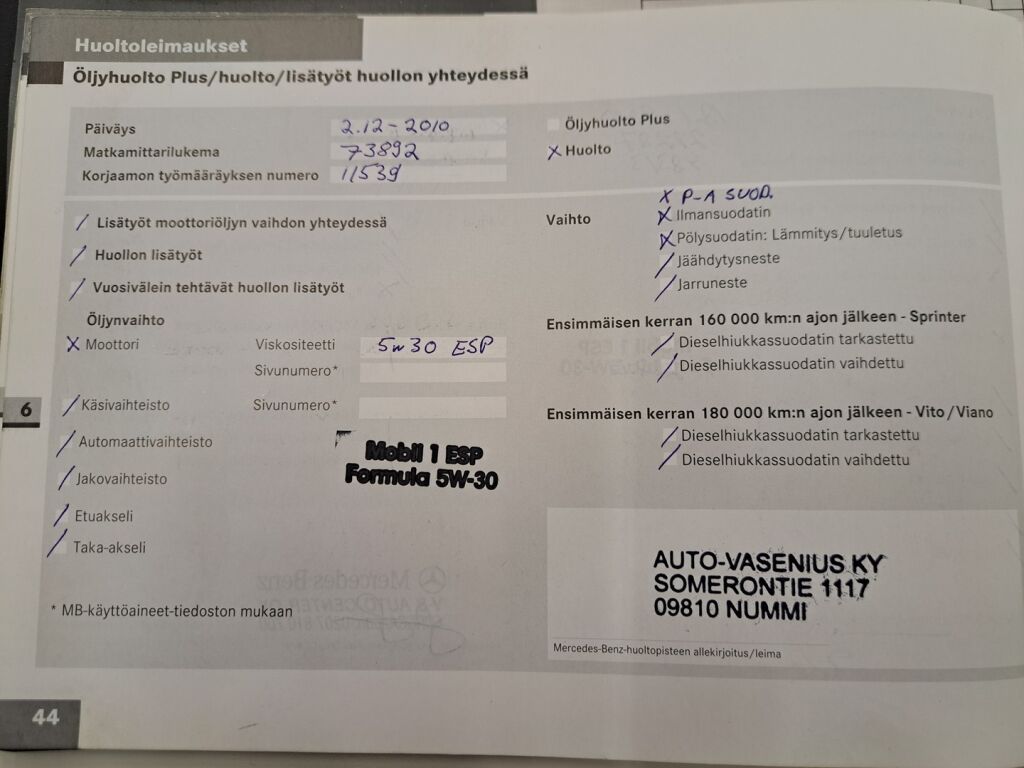 Huoltoleimaukset
Öljyhuolto Plus/huolto/lisätyöt huollon yhteydessä
Päiväys 2.12-2010
Matkamittarilukema 73892
Korjaamon työmääräyksen numero 11539
Öljyhuolto Plus
X Huolto
/ Lisätyöt moottoriöljyn vaihdon yhteydessä
/ Huollon lisätyöt
/ Vuosivälein tehtävät huollon lisätyöt
Öljynvaihto
X Moottori Viskositeetti 5w30 ESP
Sivunumero*
/ Käsivaihteisto Sivunumero*
/ Automaattivaihteisto
/ Jakovaihteisto
/ Etuakseli
/ Taka-akseli
Mobil 1 ESP
Formula 5W-30
* MB-käyttöaineet-tiedoston mukaan
X P-A SUOD.
Vaihto X Ilmansuodatin
X Pölysuodatin: Lämmitys/tuuletus
/ Jäähdytysneste
/ Jarruneste
Ensimmäisen kerran 160 000 km:n ajon jälkeen - Sprinter
/ Dieselhiukkassuodatin tarkastettu
/ Dieselhiukkassuodatin vaihdettu
Ensimmäisen kerran 180 000 km:n ajon jälkeen - Vito/Viano
/ Dieselhiukkassuodatin tarkastettu
/ Dieselhiukkassuodatin vaihdettu
AUTO-VASENIUS KY
SOMERONTIE 1117
09810 NUMMI
Mercedes-Benz-huoltopisteen allekirjoitus/leima
6
44